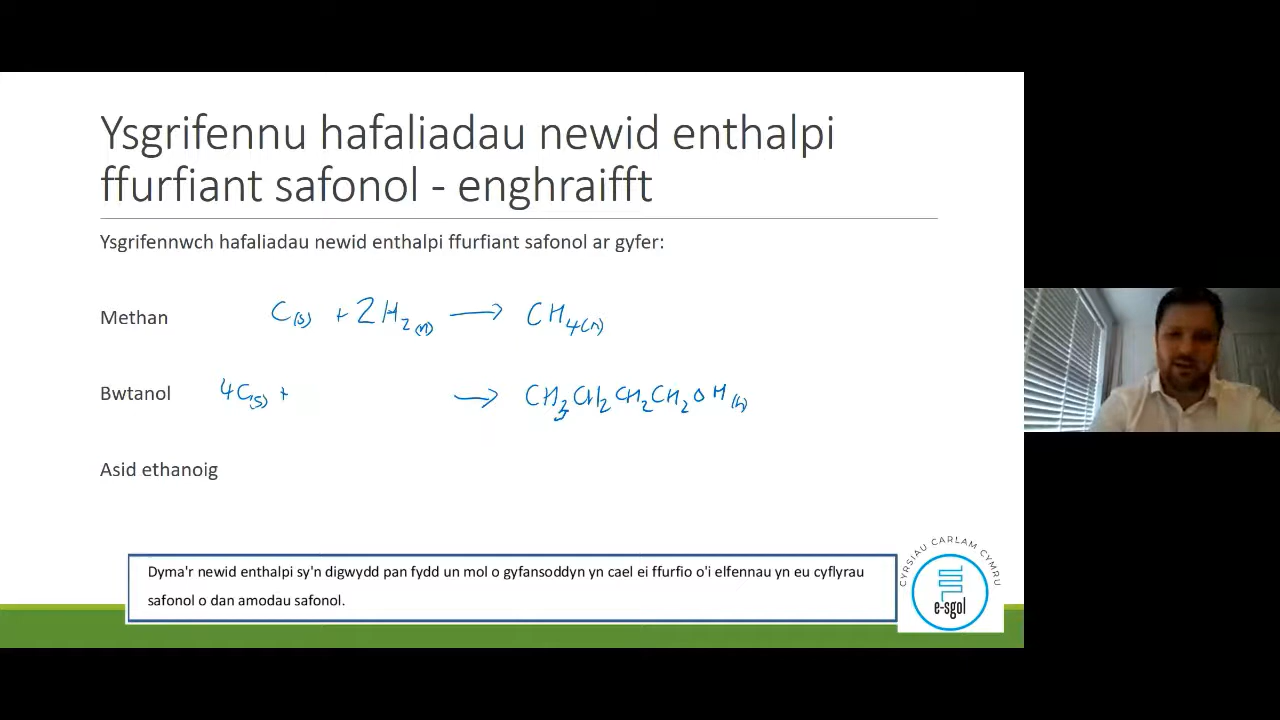 Ysgrifennu hafaliadau newid enthalpi
ffurfiant safonol - enghraifft
Ysgrifennwch hafaliadau newid enthalpi ffurfiant safonol ar gyfer:
Methan C(s) + 2H2(n) → CH4(n)
Bwtanol 4C(s) + → CH3CH2CH2CH2OH(h)
Asid ethanoig
Dyma'r newid enthalpi sy'n digwydd pan fydd un mol o gyfansoddyn yn cael ei ffurfio o'i elfennau yn eu cyflyrau
safonol o dan amodau safonol.
CYRSIAU CARLAM CYMRU
e-sgol